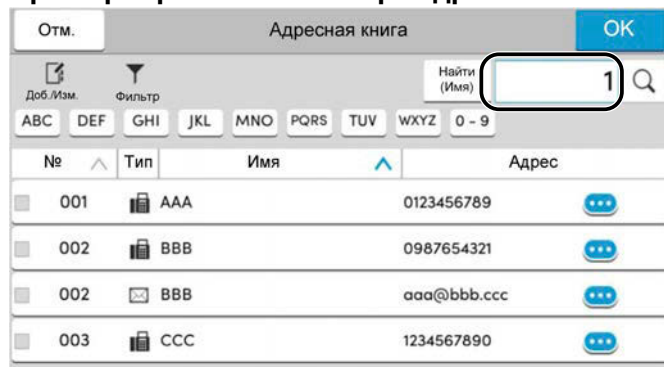 Отм. Адресная книга OK
Доб./Изм. Фильтр Найти (Имя) 1
ABC DEF GHI JKL MNO PQRS TUV WXYZ 0 - 9
№ Тип Имя Адрес
001 AAA 0123456789
002 BBB 0987654321
002 BBB aaa@bbb.ccc
003 CCC 1234567890